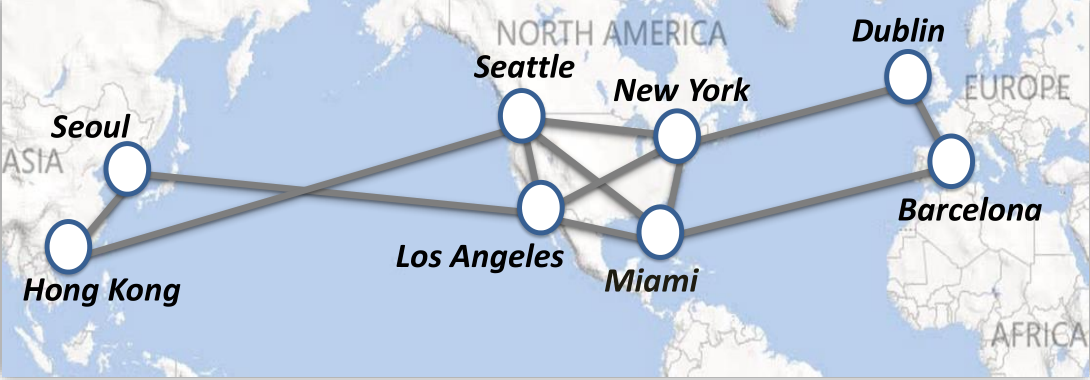 NORTH AMERICA
Dublin
Seattle
New York
EUROPE
Seoul
ASIA
Barcelona
Los Angeles
Miami
Hong Kong
AFRICA